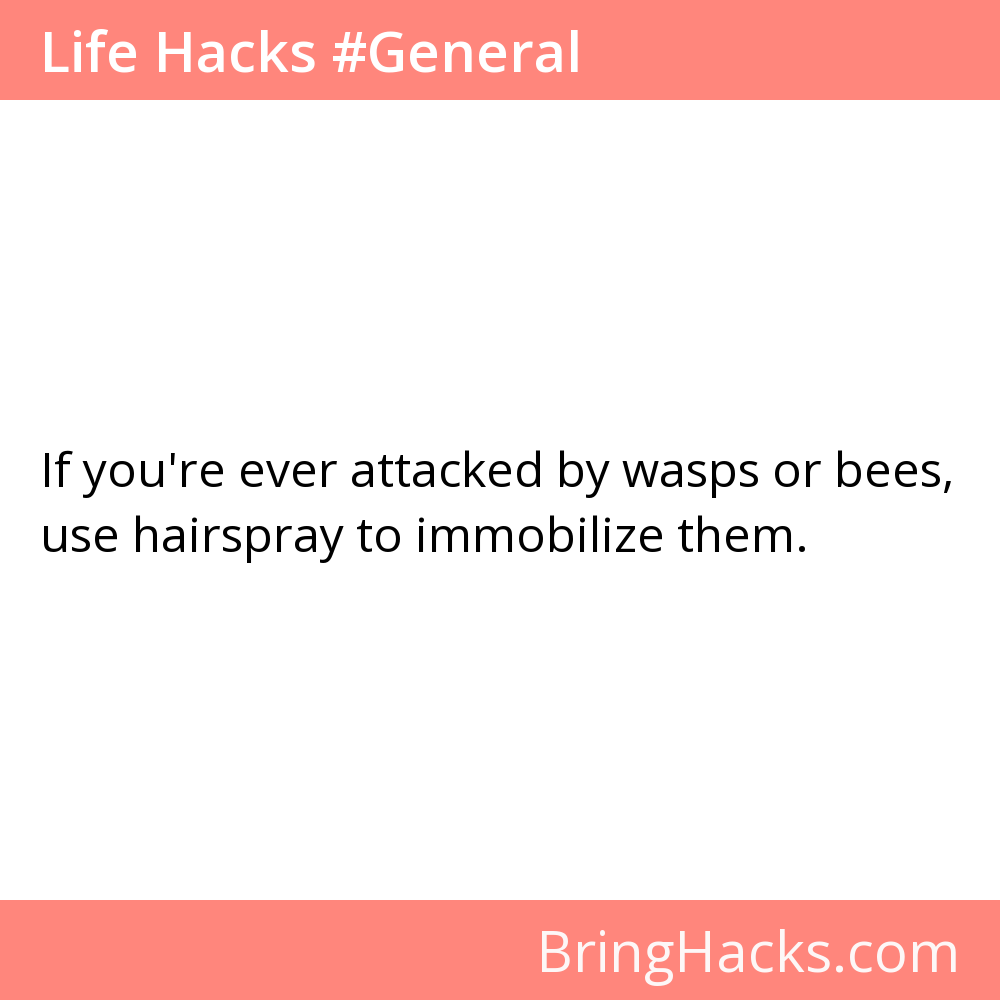 Life Hacks #General
If you're ever attacked by wasps or bees,
use hairspray to immobilize them.
BringHacks.com